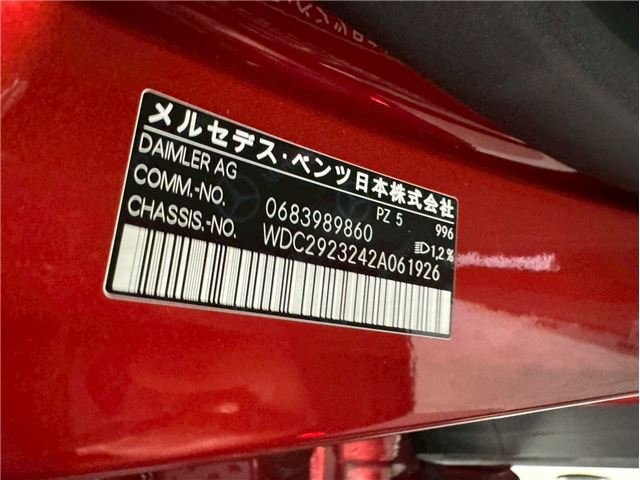 メルセデス・ベンツ日本株式会社
DAIMLER AG
COMM.-NO. 0683989860 PZ 5 996
CHASSIS.-NO. WDC2923242A061926 1,2%